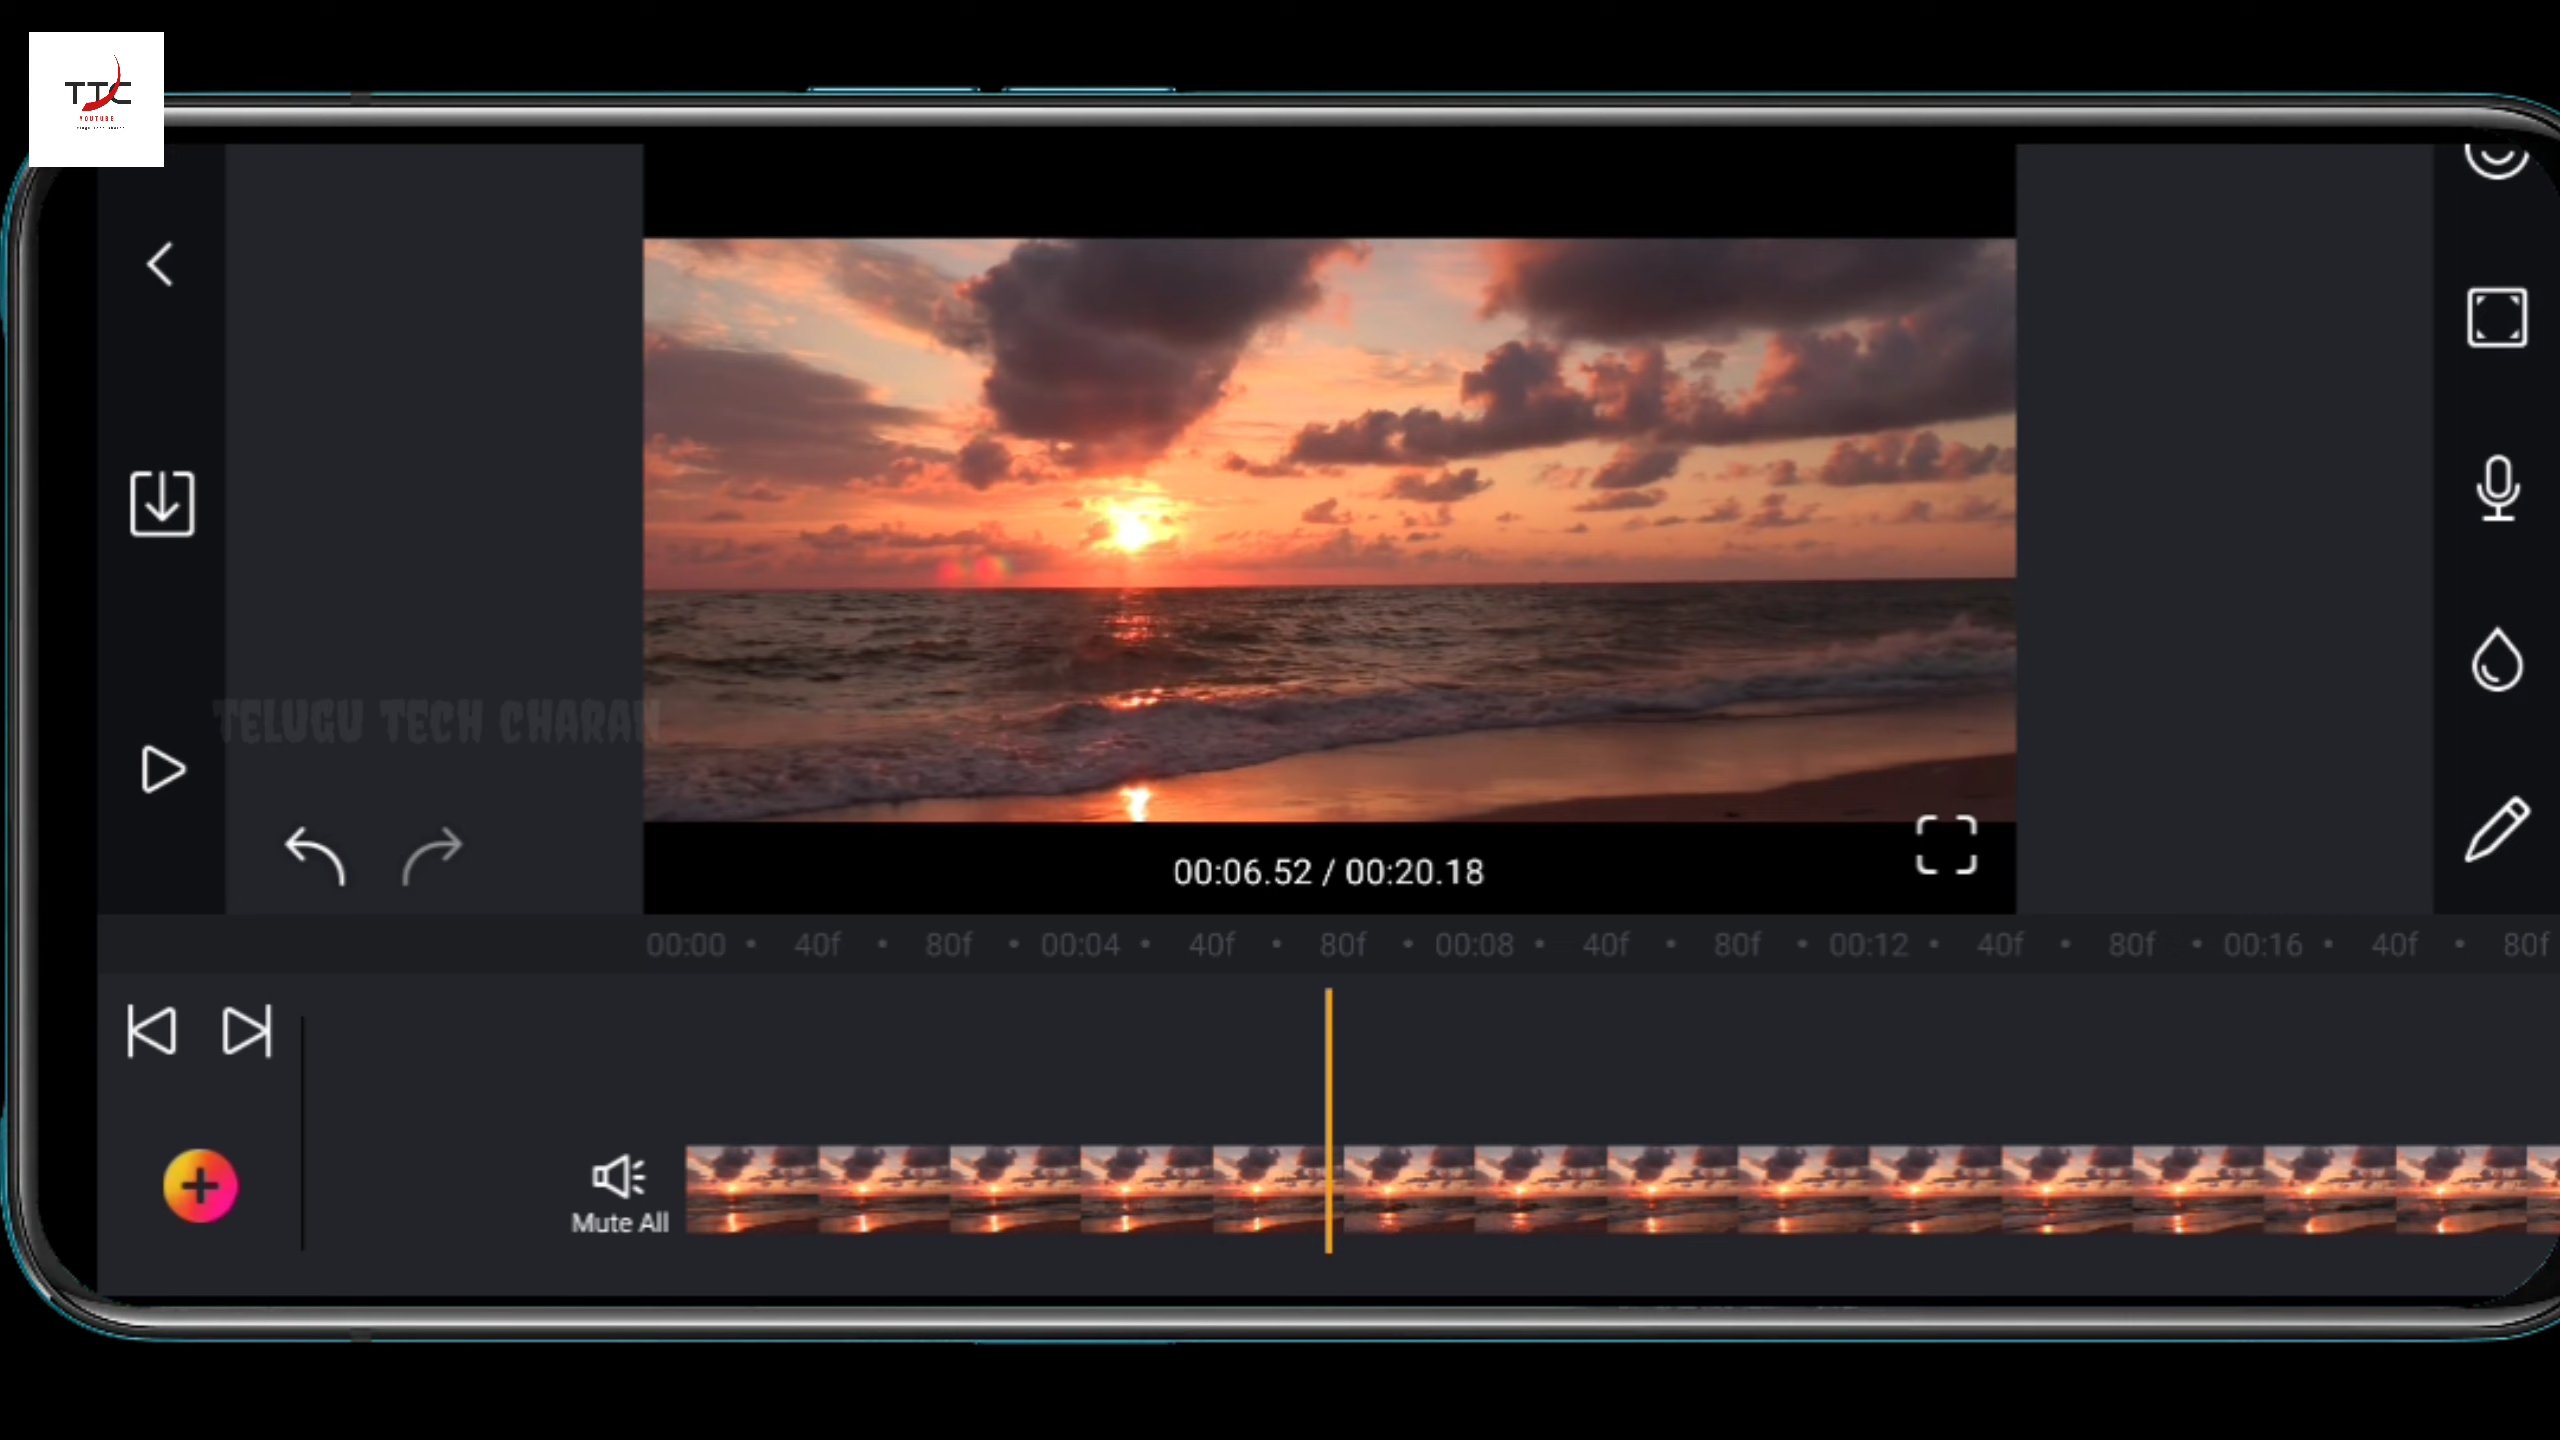 TTC
YOUTUBE
TELUGU TECH CHARAN
00:06.52 / 00:20.18
00:00 • 40f • 80f • 00:04 • 40f • 80f • 00:08 • 40f • 80f • 00:12 • 40f • 80f • 00:16 • 40f • 80f
Mute All